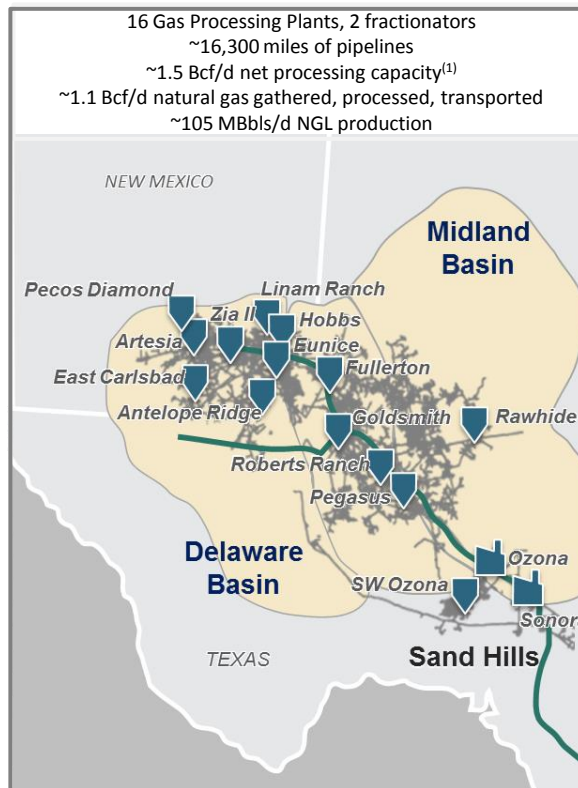 16 Gas Processing Plants, 2 fractionators
~16,300 miles of pipelines
~1.5 Bcf/d net processing capacity(1)
~1.1 Bcf/d natural gas gathered, processed, transported
~105 MBbls/d NGL production
NEW MEXICO
Midland
Basin
Pecos Diamond
Linam Ranch
Zia II
Hobbs
Artesia
Eunice
East Carlsbad
Fullerton
Antelope Ridge
Goldsmith
Rawhide
Roberts Ranch
Pegasus
Delaware
Basin
Ozona
SW Ozona
Sonor
Sand Hills
TEXAS